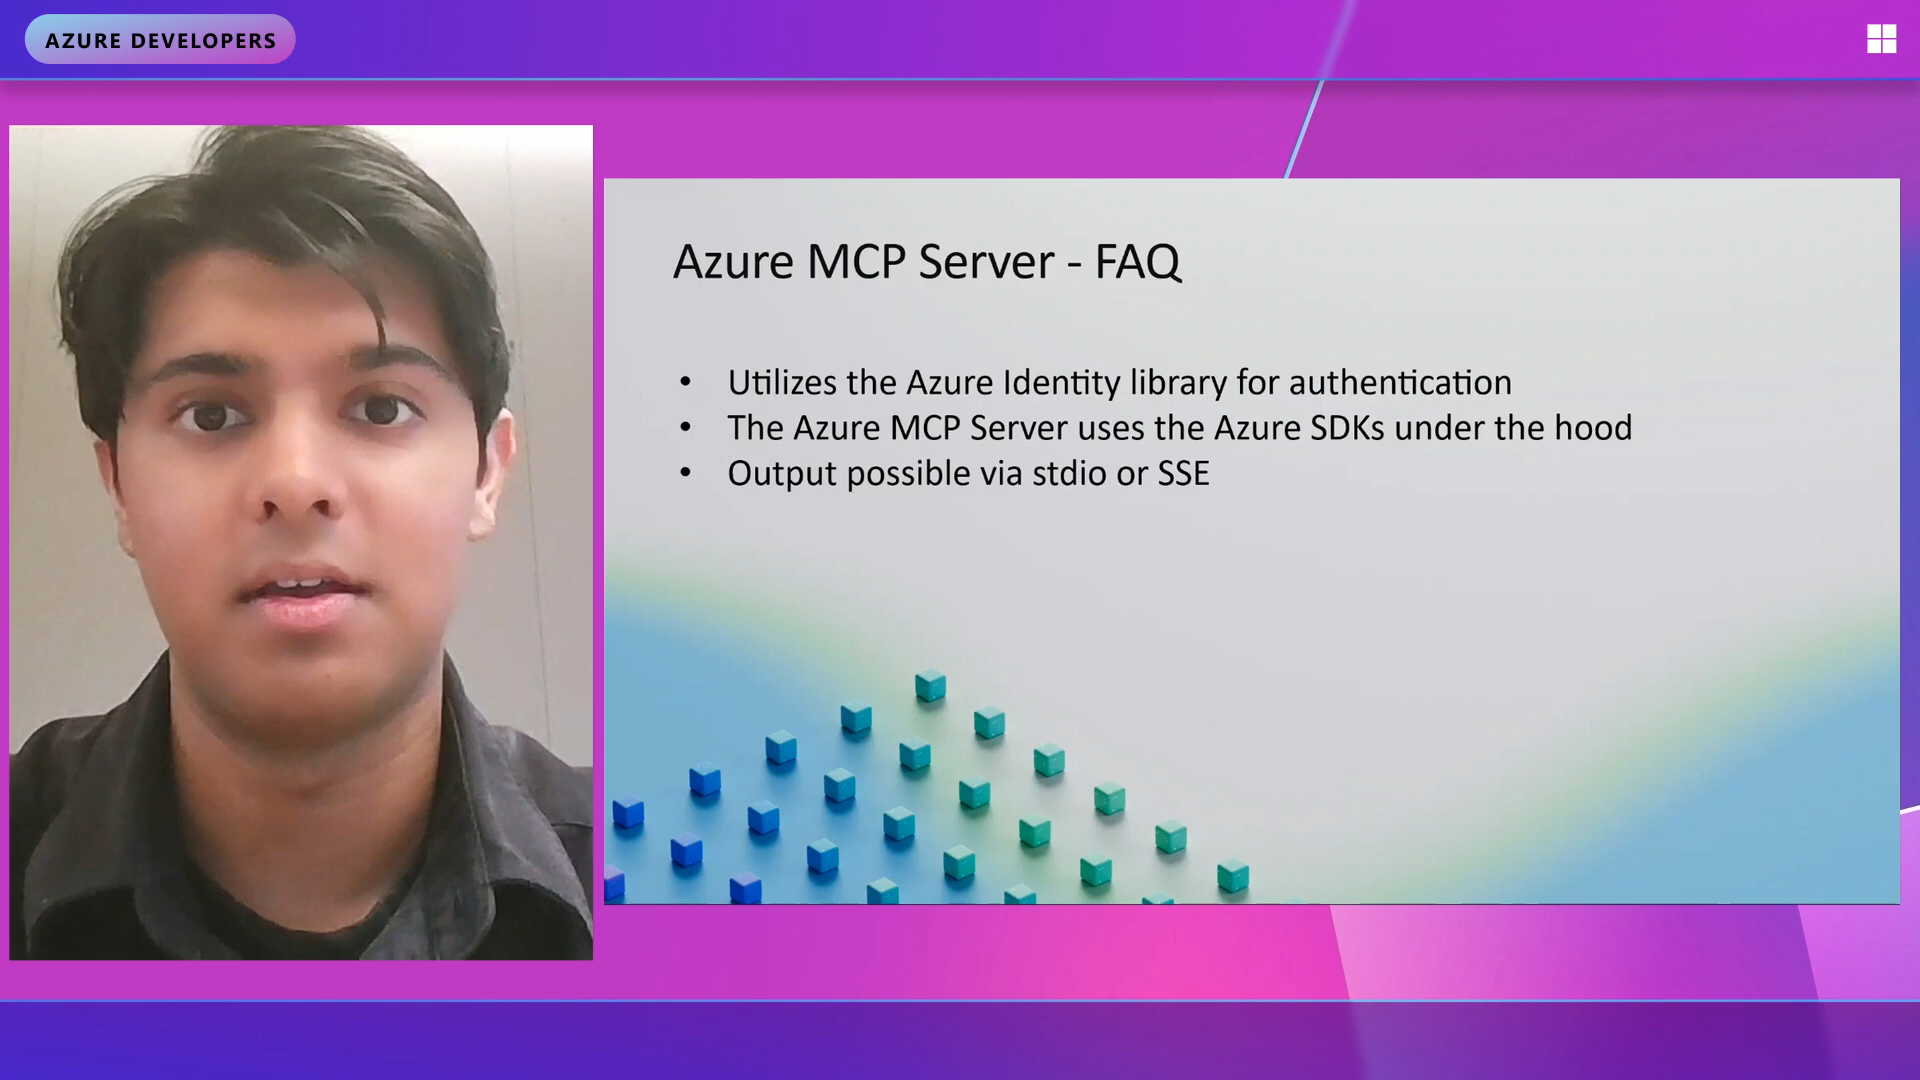 AZURE DEVELOPERS
Azure MCP Server - FAQ
• Utilizes the Azure Identity library for authentication
• The Azure MCP Server uses the Azure SDKs under the hood
• Output possible via stdio or SSE